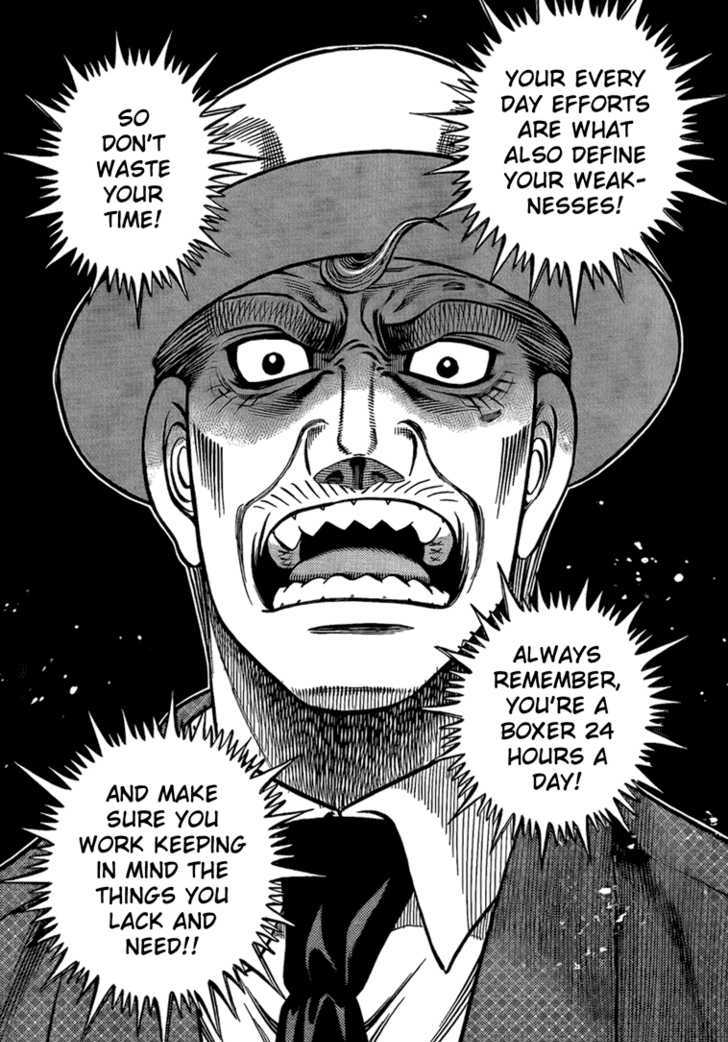 YOUR EVERY
DAY EFFORTS
ARE WHAT
ALSO DEFINE
YOUR WEAK-
NESSES!
SO
DON'T
WASTE
YOUR
TIME!
ALWAYS
REMEMBER,
YOU'RE A
BOXER 24
HOURS A
DAY!
AND MAKE
SURE YOU
WORK KEEPING
IN MIND THE
THINGS YOU
LACK AND
NEED!!